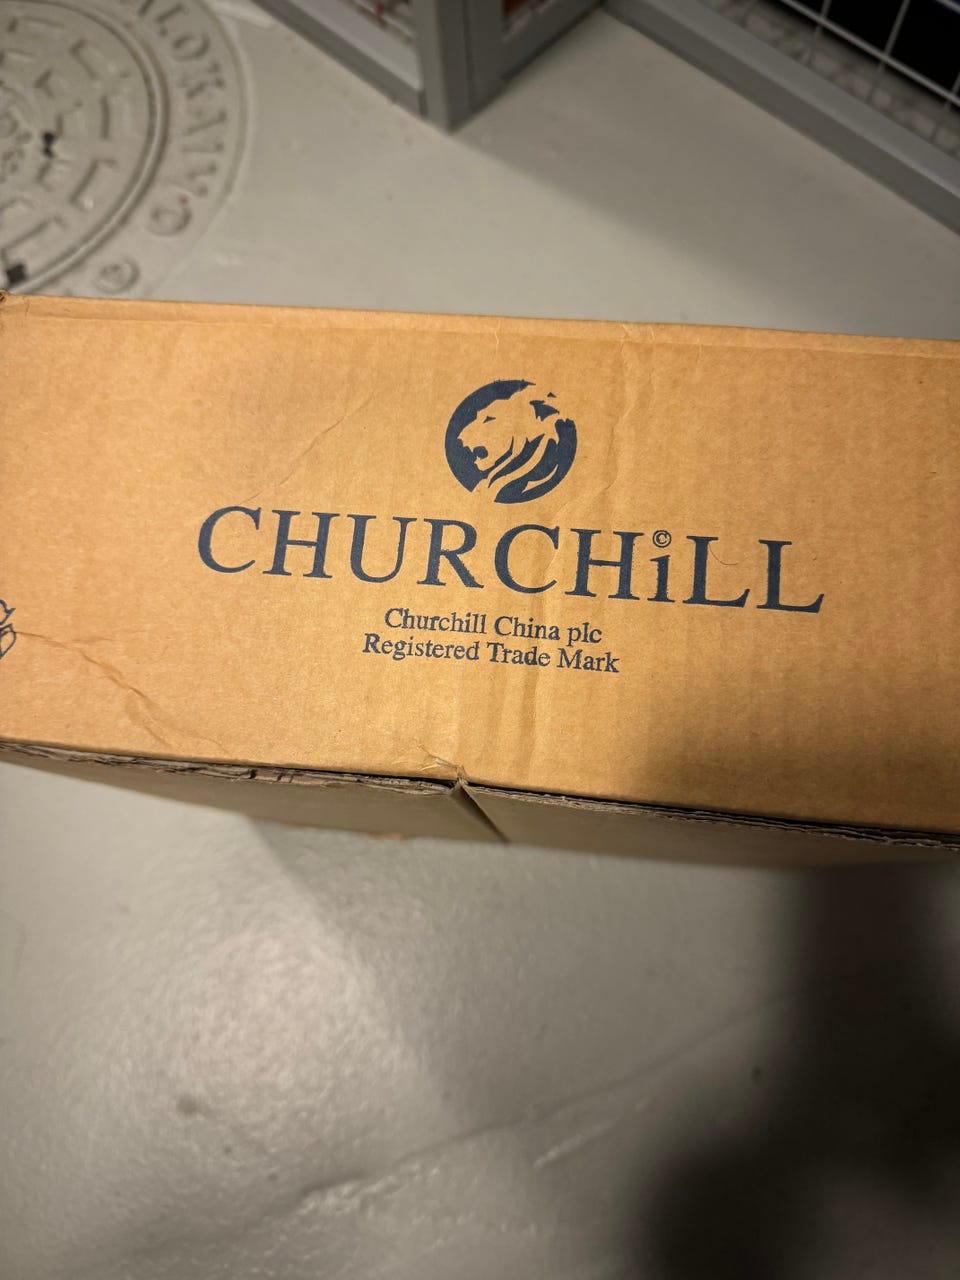 CHURCHiLL
©
Churchill China plc
Registered Trade Mark